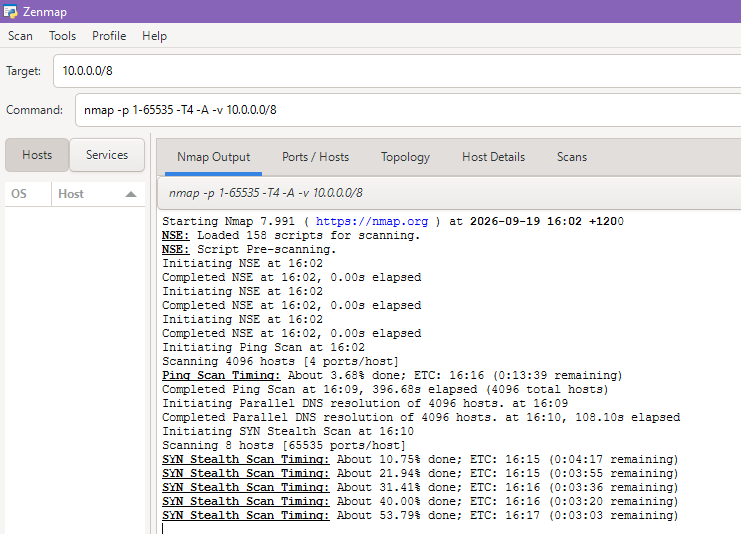 Zenmap
Scan Tools Profile Help
Target: 10.0.0.0/8
Command: nmap -p 1-65535 -T4 -A -v 10.0.0.0/8
Hosts Services
Nmap Output Ports / Hosts Topology Host Details Scans
OS Host
nmap -p 1-65535 -T4 -A -v 10.0.0.0/8
Starting Nmap 7.991 ( https://nmap.org ) at 2026-09-19 16:02 +1200
NSE: Loaded 158 scripts for scanning.
NSE: Script Pre-scanning.
Initiating NSE at 16:02
Completed NSE at 16:02, 0.00s elapsed
Initiating NSE at 16:02
Completed NSE at 16:02, 0.00s elapsed
Initiating NSE at 16:02
Completed NSE at 16:02, 0.00s elapsed
Initiating Ping Scan at 16:02
Scanning 4096 hosts [4 ports/host]
Ping Scan Timing: About 3.68% done; ETC: 16:16 (0:13:39 remaining)
Completed Ping Scan at 16:09, 396.68s elapsed (4096 total hosts)
Initiating Parallel DNS resolution of 4096 hosts. at 16:09
Completed Parallel DNS resolution of 4096 hosts. at 16:10, 108.10s elapsed
Initiating SYN Stealth Scan at 16:10
Scanning 8 hosts [65535 ports/host]
SYN Stealth Scan Timing: About 10.75% done; ETC: 16:15 (0:04:17 remaining)
SYN Stealth Scan Timing: About 21.94% done; ETC: 16:15 (0:03:55 remaining)
SYN Stealth Scan Timing: About 31.41% done; ETC: 16:16 (0:03:36 remaining)
SYN Stealth Scan Timing: About 40.00% done; ETC: 16:16 (0:03:20 remaining)
SYN Stealth Scan Timing: About 53.79% done; ETC: 16:17 (0:03:03 remaining)